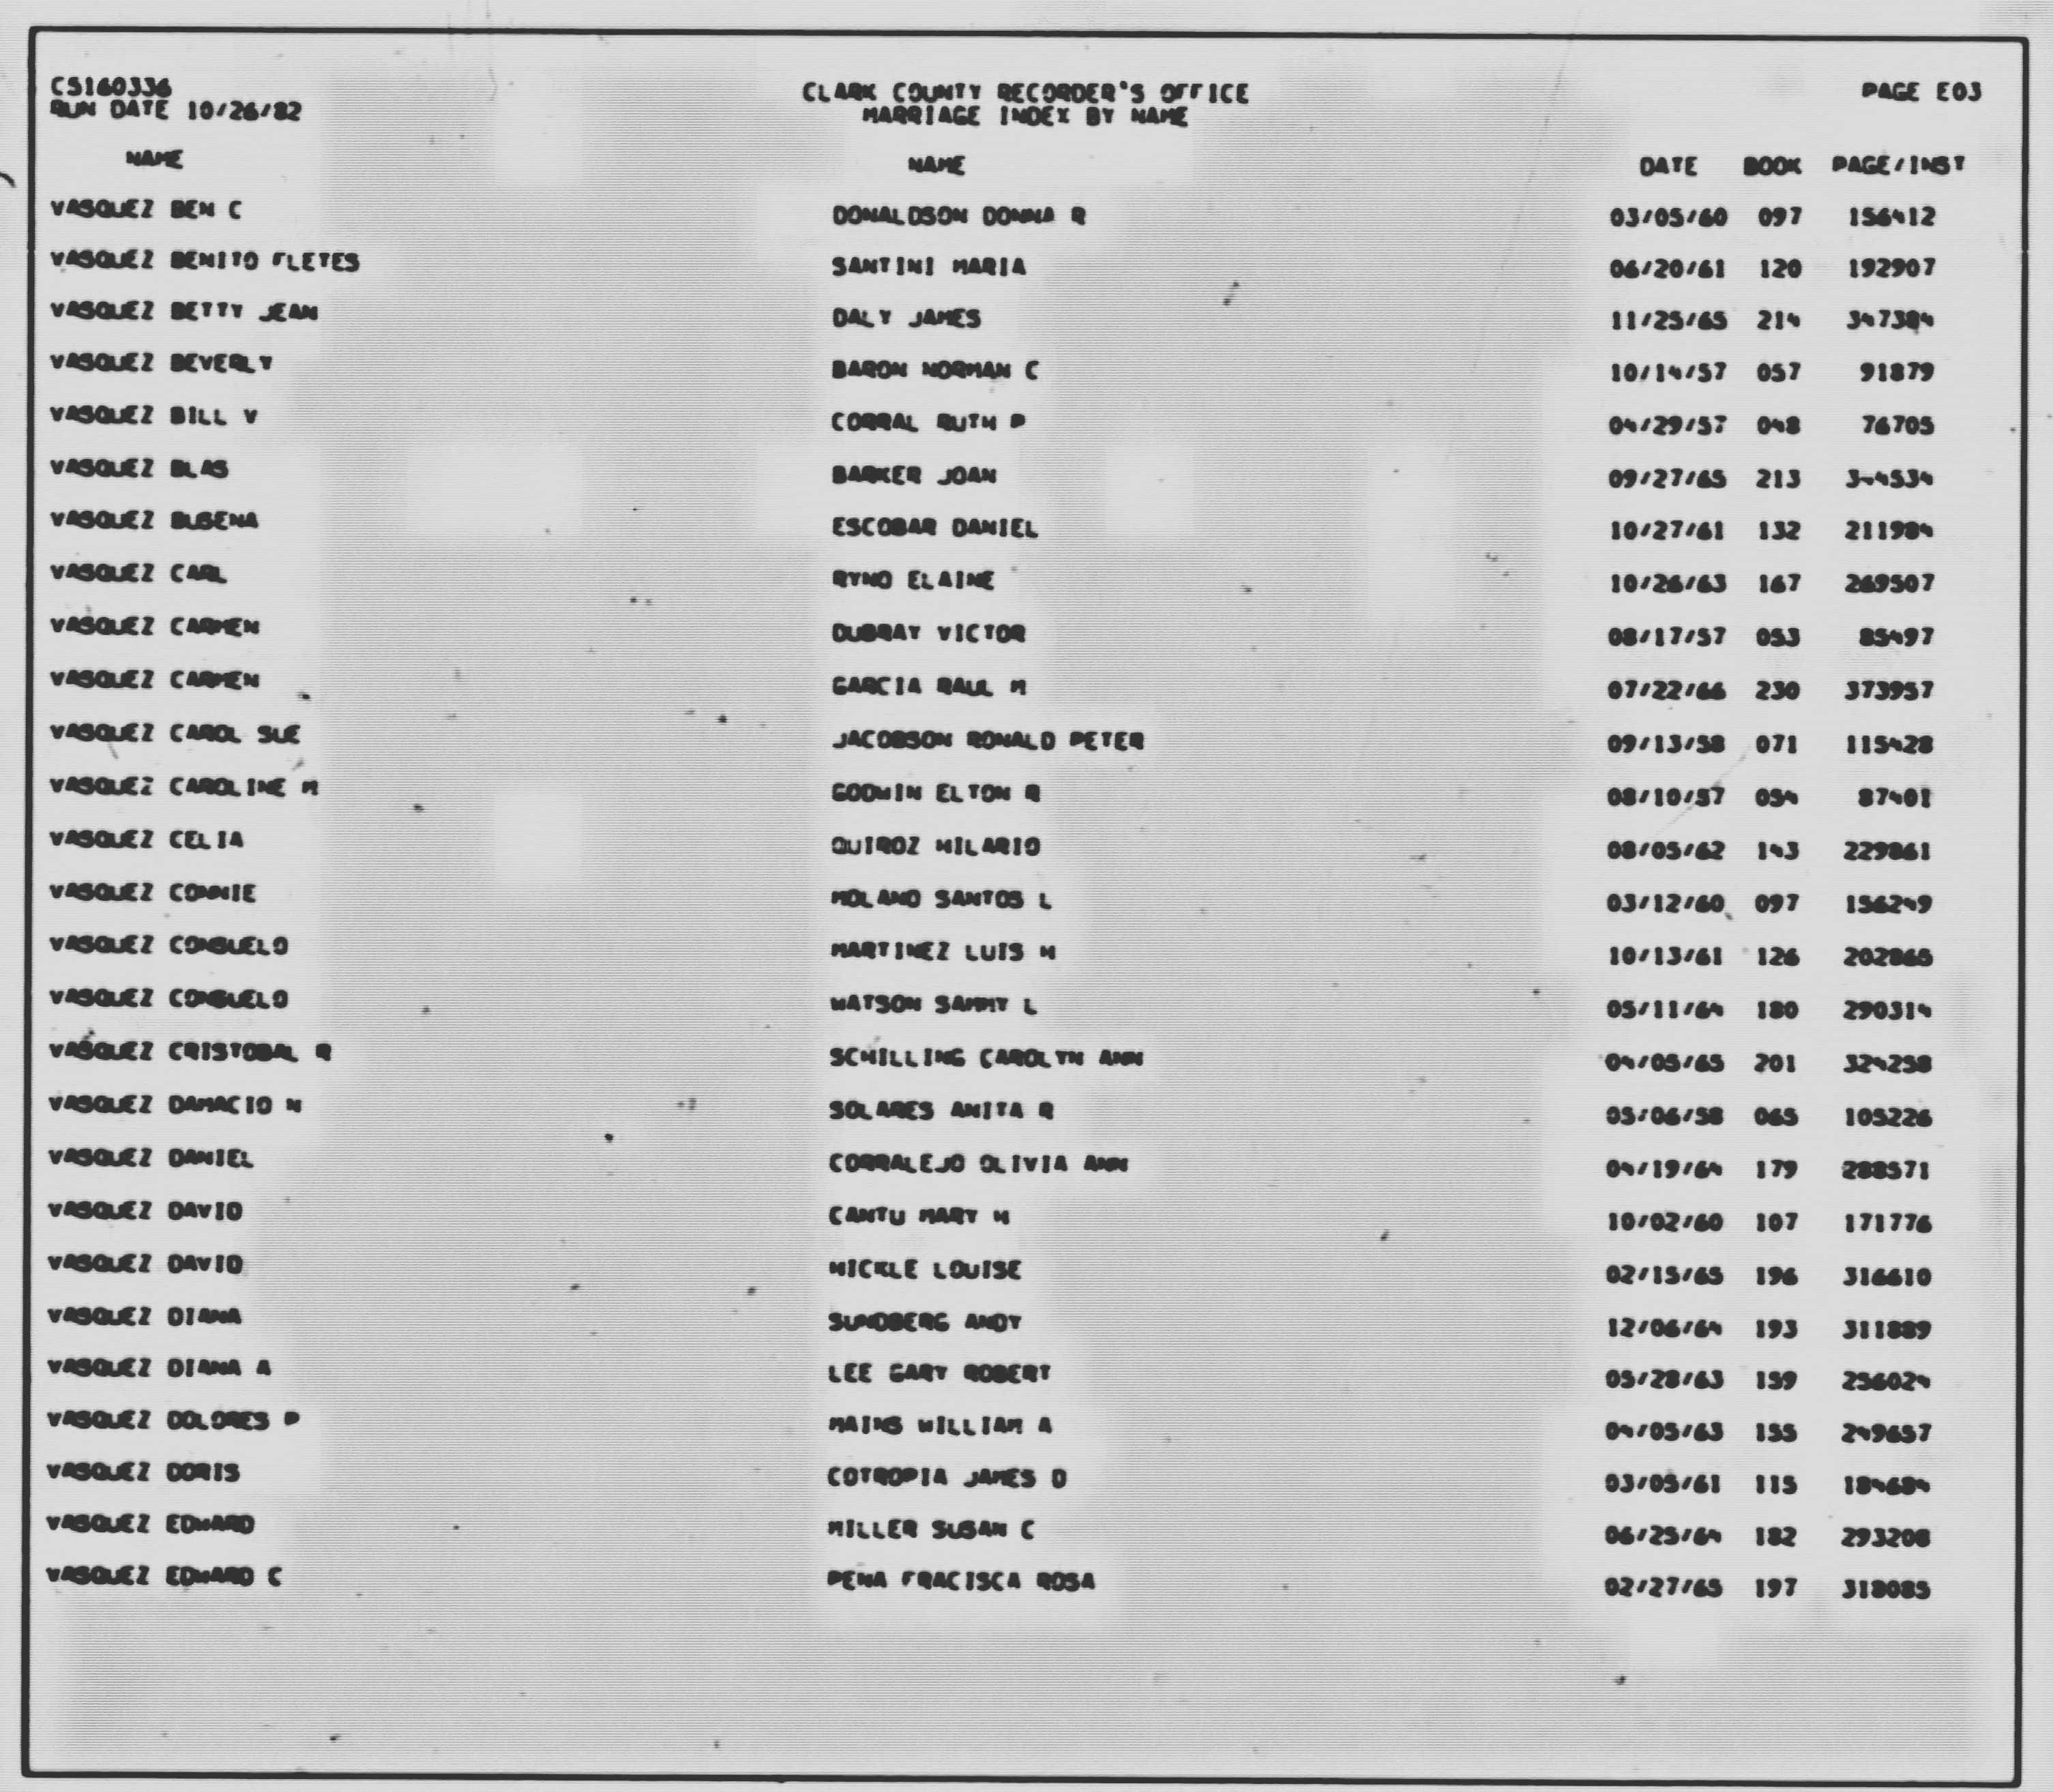 CS160336 CLARK COUNTY RECORDER'S OFFICE PAGE E03
RUN DATE 10/26/82 MARRIAGE INDEX BY NAME
NAME NAME DATE BOOK PAGE/INST
VASQUEZ BEN C DONALDSON DONNA R 03/05/60 097 156412
VASQUEZ BENITO FLETES SANTINI MARIA 06/20/61 120 192907
VASQUEZ BETTY JEAN DALY JAMES 11/25/65 214 347384
VASQUEZ BEVERLY BARON NORMAN C 10/14/57 057 91879
VASQUEZ BILL V CORRAL RUTH P 04/29/57 048 76705
VASQUEZ BLAS BARKER JOAN 09/27/65 213 344534
VASQUEZ BUSENA ESCOBAR DANIEL 10/27/61 132 211984
VASQUEZ CARL RYNO ELAINE 10/26/63 167 269507
VASQUEZ CARMEN DUBRAY VICTOR 08/17/57 053 85497
VASQUEZ CARMEN GARCIA RAUL M 07/22/66 230 373957
VASQUEZ CAROL SUE JACOBSON RONALD PETER 09/13/58 071 115428
VASQUEZ CAROLINE M GODWIN ELTON R 08/10/57 054 87401
VASQUEZ CELIA QUIROZ HILARIO 08/05/62 143 229861
VASQUEZ CONNIE MOLANO SANTOS L 03/12/60 097 156249
VASQUEZ CONSUELO MARTINEZ LUIS H 10/13/61 126 202865
VASQUEZ CONSUELO WATSON SAMMY L 05/11/64 180 290314
VASQUEZ CRISTOBAL R SCHILLING CAROLYN ANN 04/05/65 201 324258
VASQUEZ DAMACIO N SOLARES ANITA R 05/06/58 065 105226
VASQUEZ DANIEL CORRALEJO OLIVIA ANN 04/19/64 179 288571
VASQUEZ DAVID CANTU MARY H 10/02/60 107 171776
VASQUEZ DAVID HICKLE LOUISE 02/15/65 196 316610
VASQUEZ DIANA SUNDBERG ANDY 12/06/64 193 311889
VASQUEZ DIANA A LEE GARY ROBERT 05/28/63 159 256024
VASQUEZ DOLORES P MAINS WILLIAM A 04/05/63 155 249657
VASQUEZ DORIS COTROPIA JAMES D 03/05/61 115 184684
VASQUEZ EDWARD MILLER SUSAN C 06/25/64 182 293208
VASQUEZ EDWARD C PENA FRACISCA ROSA 02/27/65 197 318085